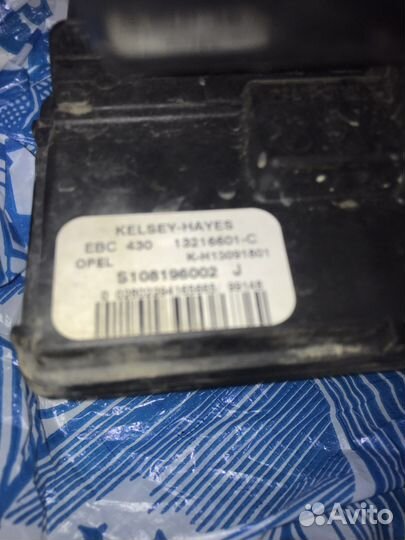 KELSEY-HAYES
EBC 430 13216601-C
OPEL K-H13091801
S108196002 J
Avito